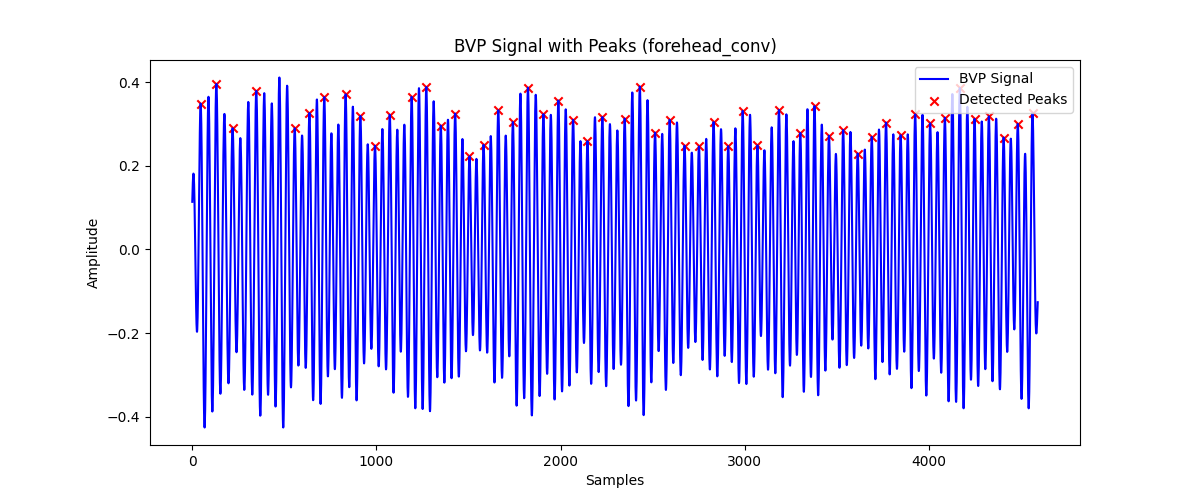 BVP Signal with Peaks (forehead_conv)
BVP Signal
Detected Peaks
0.4
0.2
0.0
−0.2
−0.4
Amplitude
0 1000 2000 3000 4000
Samples